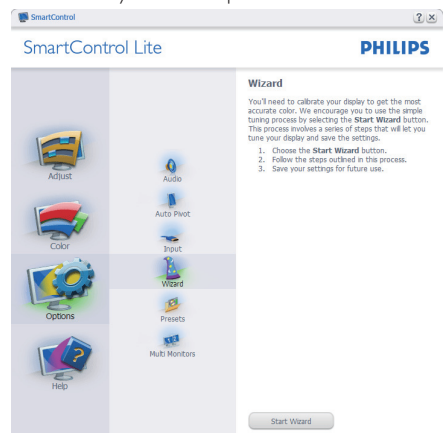 SmartControl
? ×
SmartControl Lite
PHILIPS
Adjust
Color
Options
Help
Audio
Auto Pivot
Input
Wizard
Presets
Multi Monitors
Wizard
You'll need to calibrate your display to get the most
accurate color. We encourage you to use the simple
tuning process by selecting the Start Wizard button.
This process involves a series of steps that will let you
tune your display and save the settings.
1. Choose the Start Wizard button.
2. Follow the steps outlined in this process.
3. Save your settings for future use.
Start Wizard